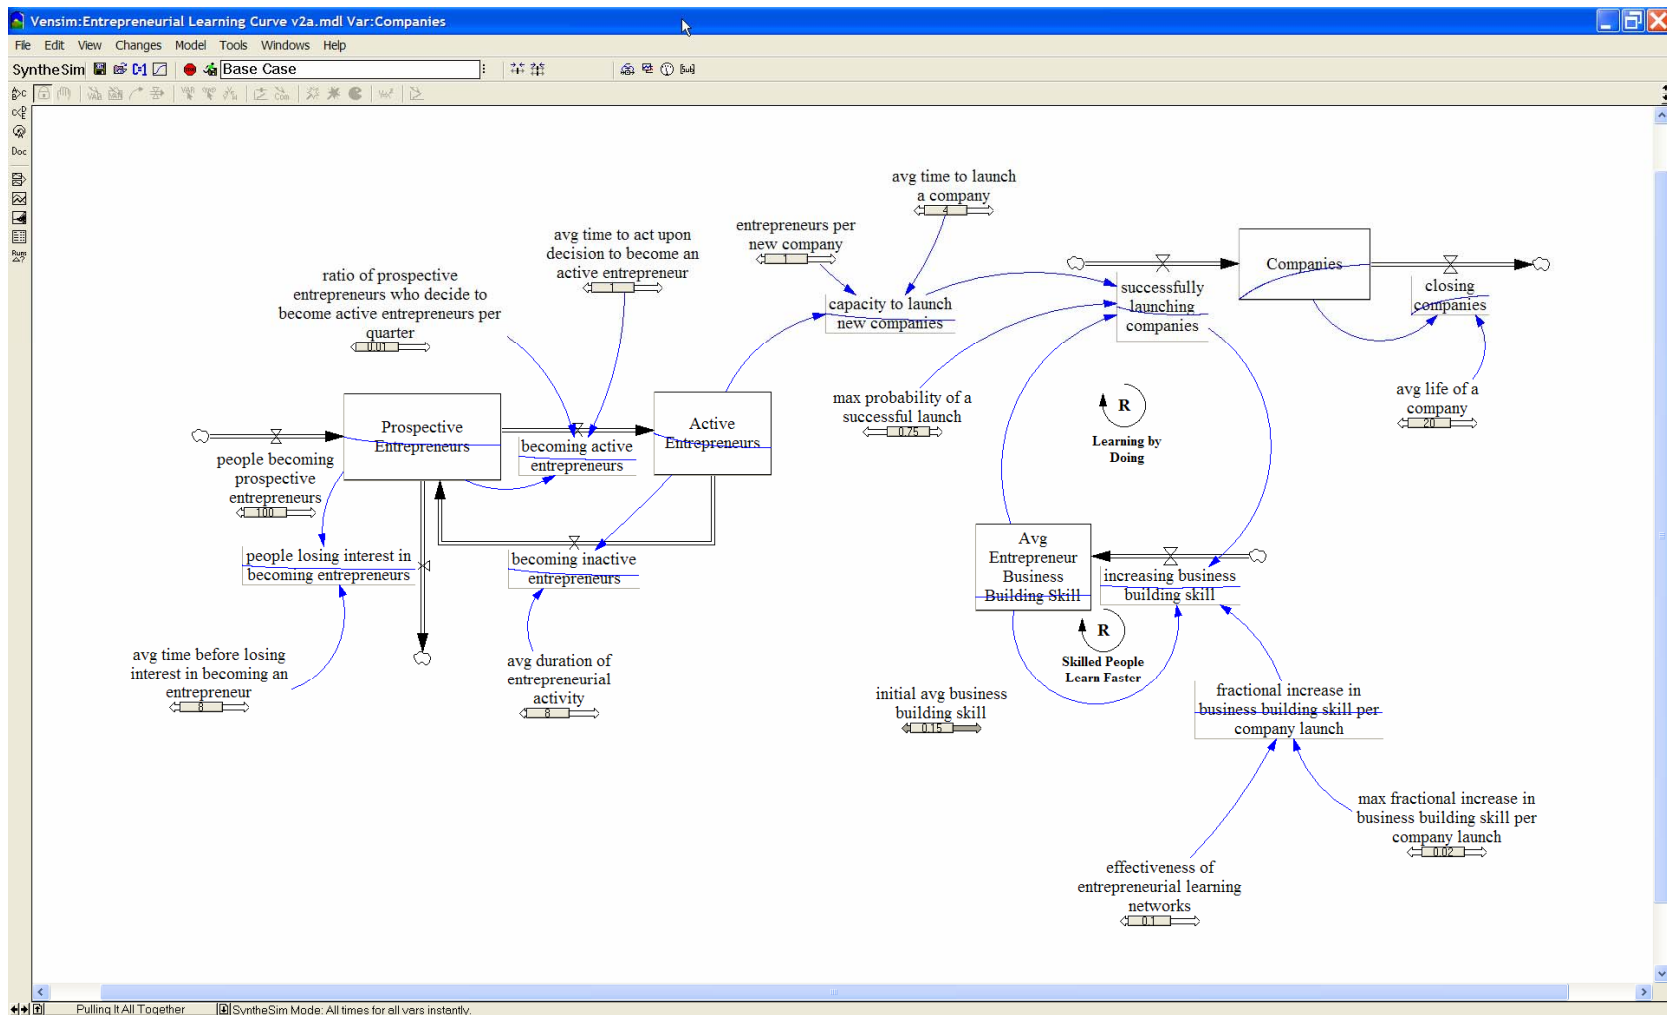 Vensim:Entrepreneurial Learning Curve v2a.mdl Var:Companies
File Edit View Changes Model Tools Windows Help
SyntheSim Base Case
Doc
avg time to launch
a company
4
entrepreneurs per
new company
1
avg time to act upon
decision to become an
active entrepreneur
1
ratio of prospective
entrepreneurs who decide to
become active entrepreneurs per
quarter
0.01
capacity to launch
new companies
successfully
launching
companies
Companies
closing
companies
max probability of a
successful launch
0.75
R
Learning by
Doing
avg life of a
company
20
Prospective
Entrepreneurs
becoming active
entrepreneurs
Active
Entrepreneurs
people becoming
prospective
entrepreneurs
100
people losing interest in
becoming entrepreneurs
becoming inactive
entrepreneurs
Avg
Entrepreneur
Business
Building Skill
increasing business
building skill
R
Skilled People
Learn Faster
avg time before losing
interest in becoming an
entrepreneur
8
avg duration of
entrepreneurial
activity
8
initial avg business
building skill
0.15
fractional increase in
business building skill per
company launch
max fractional increase in
business building skill per
company launch
0.02
effectiveness of
entrepreneurial learning
networks
0.1
Pulling It All Together SyntheSim Mode: All times for all vars instantly.